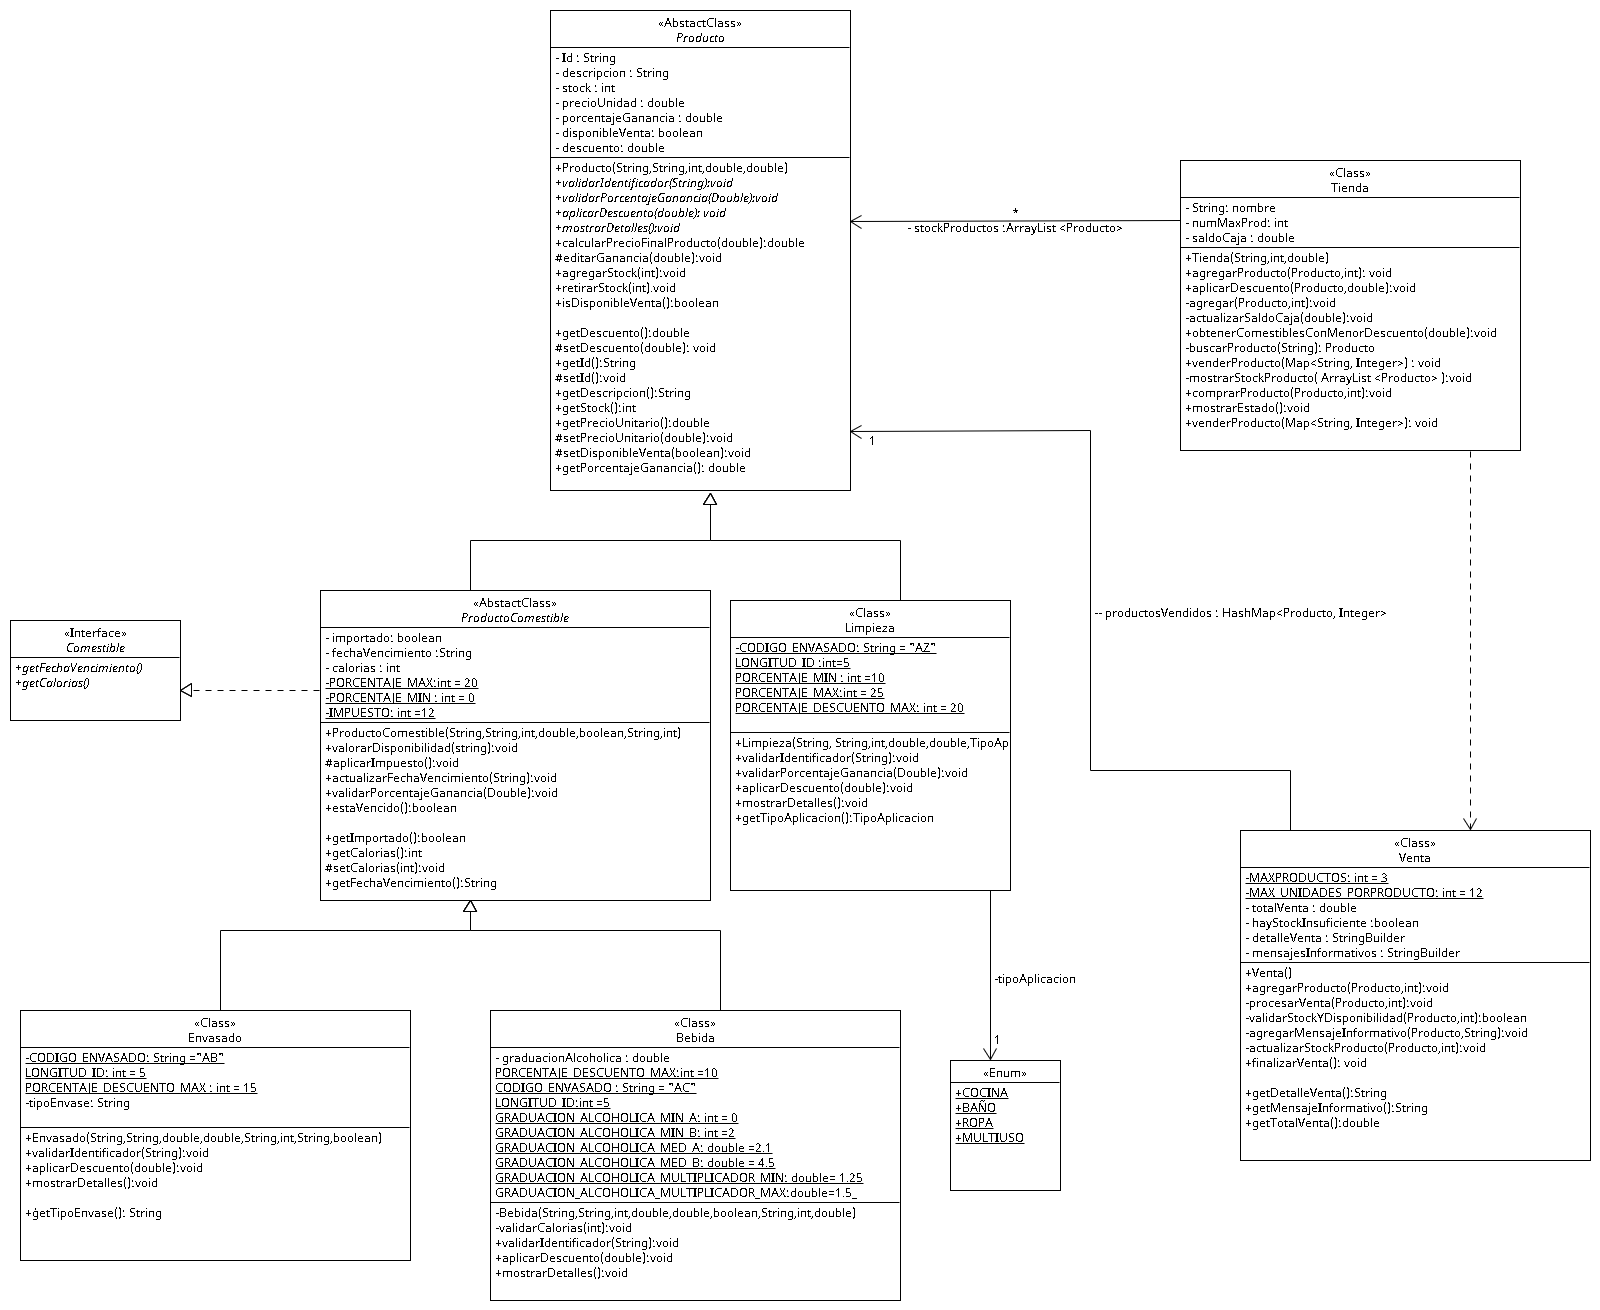 «AbstactClass»
Producto
- Id : String
- descripcion : String
- stock : int
- precioUnidad : double
- porcentajeGanancia : double
- disponibleVenta: boolean
- descuento: double
+Producto(String,String,int,double,double)
+validarIdentificador(String):void
+validarPorcentajeGanancia(Double):void
+aplicarDescuento(double): void
+mostrarDetalles():void
+calcularPrecioFinalProducto(double):double
#editarGanancia(double):void
+agregarStock(int):void
+retirarStock(int).void
+isDisponibleVenta():boolean
+getDescuento():double
#setDescuento(double): void
+getId():String
#setId():void
+getDescripcion():String
+getStock():int
+getPrecioUnitario():double
#setPrecioUnitario(double):void
#setDisponibleVenta(boolean):void
+getPorcentajeGanancia(): double
*
- stockProductos :ArrayList <Producto>
«Class»
Tienda
- String: nombre
- numMaxProd: int
- saldoCaja : double
+Tienda(String,int,double)
+agregarProducto(Producto,int): void
+aplicarDescuento(Producto,double):void
-agregar(Producto,int):void
-actualizarSaldoCaja(double):void
+obtenerComestiblesConMenorDescuento(double):void
-buscarProducto(String): Producto
+venderProducto(Map<String, Integer>) : void
-mostrarStockProducto( ArrayList <Producto> ):void
+comprarProducto(Producto,int):void
+mostrarEstado():void
+venderProducto(Map<String, Integer>): void
1
-- productosVendidos : HashMap<Producto, Integer>
«Interface»
Comestible
+getFechaVencimiento()
+getCalorias()
«AbstactClass»
ProductoComestible
- importado: boolean
- fechaVencimiento :String
- calorias : int
-PORCENTAJE_MAX:int = 20
-PORCENTAJE_MIN : int = 0
-IMPUESTO: int =12
+ProductoComestible(String,String,int,double,boolean,String,int)
+valorarDisponibilidad(string):void
#aplicarImpuesto():void
+actualizarFechaVencimiento(String):void
+validarPorcentajeGanancia(Double):void
+estaVencido():boolean
+getImportado():boolean
+getCalorias():int
#setCalorias(int):void
+getFechaVencimiento():String
«Class»
Limpieza
-CODIGO_ENVASADO: String = "AZ"
LONGITUD_ID :int=5
PORCENTAJE_MIN : int =10
PORCENTAJE_MAX:int = 25
PORCENTAJE_DESCUENTO_MAX: int = 20
+Limpieza(String, String,int,double,double,TipoAp
+validarIdentificador(String):void
+validarPorcentajeGanancia(Double):void
+aplicarDescuento(double):void
+mostrarDetalles():void
+getTipoAplicacion():TipoAplicacion
-tipoAplicacion
1
«Enum»
+COCINA
+BAÑO
+ROPA
+MULTIUSO
«Class»
Venta
-MAXPRODUCTOS: int = 3
-MAX_UNIDADES_PORPRODUCTO: int = 12
- totalVenta : double
- hayStockInsuficiente :boolean
- detalleVenta : StringBuilder
- mensajesInformativos : StringBuilder
+Venta()
+agregarProducto(Producto,int):void
-procesarVenta(Producto,int):void
-validarStockYDisponibilidad(Producto,int):boolean
-agregarMensajeInformativo(Producto,String):void
-actualizarStockProducto(Producto,int):void
+finalizarVenta(): void
+getDetalleVenta():String
+getMensajeInformativo():String
+getTotalVenta():double
«Class»
Envasado
-CODIGO_ENVASADO: String ="AB"
LONGITUD_ID: int = 5
PORCENTAJE_DESCUENTO_MAX : int = 15
-tipoEnvase: String
+Envasado(String,String,double,double,String,int,String,boolean)
+validarIdentificador(String):void
+aplicarDescuento(double):void
+mostrarDetalles():void
+ģetTipoEnvase(): String
«Class»
Bebida
- graduacionAlcoholica : double
PORCENTAJE_DESCUENTO_MAX:int =10
CODIGO_ENVASADO : String = "AC"
LONGITUD_ID:int =5
GRADUACION_ALCOHOLICA_MIN_A: int = 0
GRADUACION_ALCOHOLICA_MIN_B: int =2
GRADUACION_ALCOHOLICA_MED_A: double =2.1
GRADUACION_ALCOHOLICA_MED_B: double = 4.5
GRADUACION_ALCOHOLICA_MULTIPLICADOR_MIN: double= 1.25
GRADUACION_ALCOHOLICA_MULTIPLICADOR_MAX:double=1.5_
-Bebida(String,String,int,double,double,boolean,String,int,double)
-validarCalorias(int):void
+validarIdentificador(String):void
+aplicarDescuento(double):void
+mostrarDetalles():void